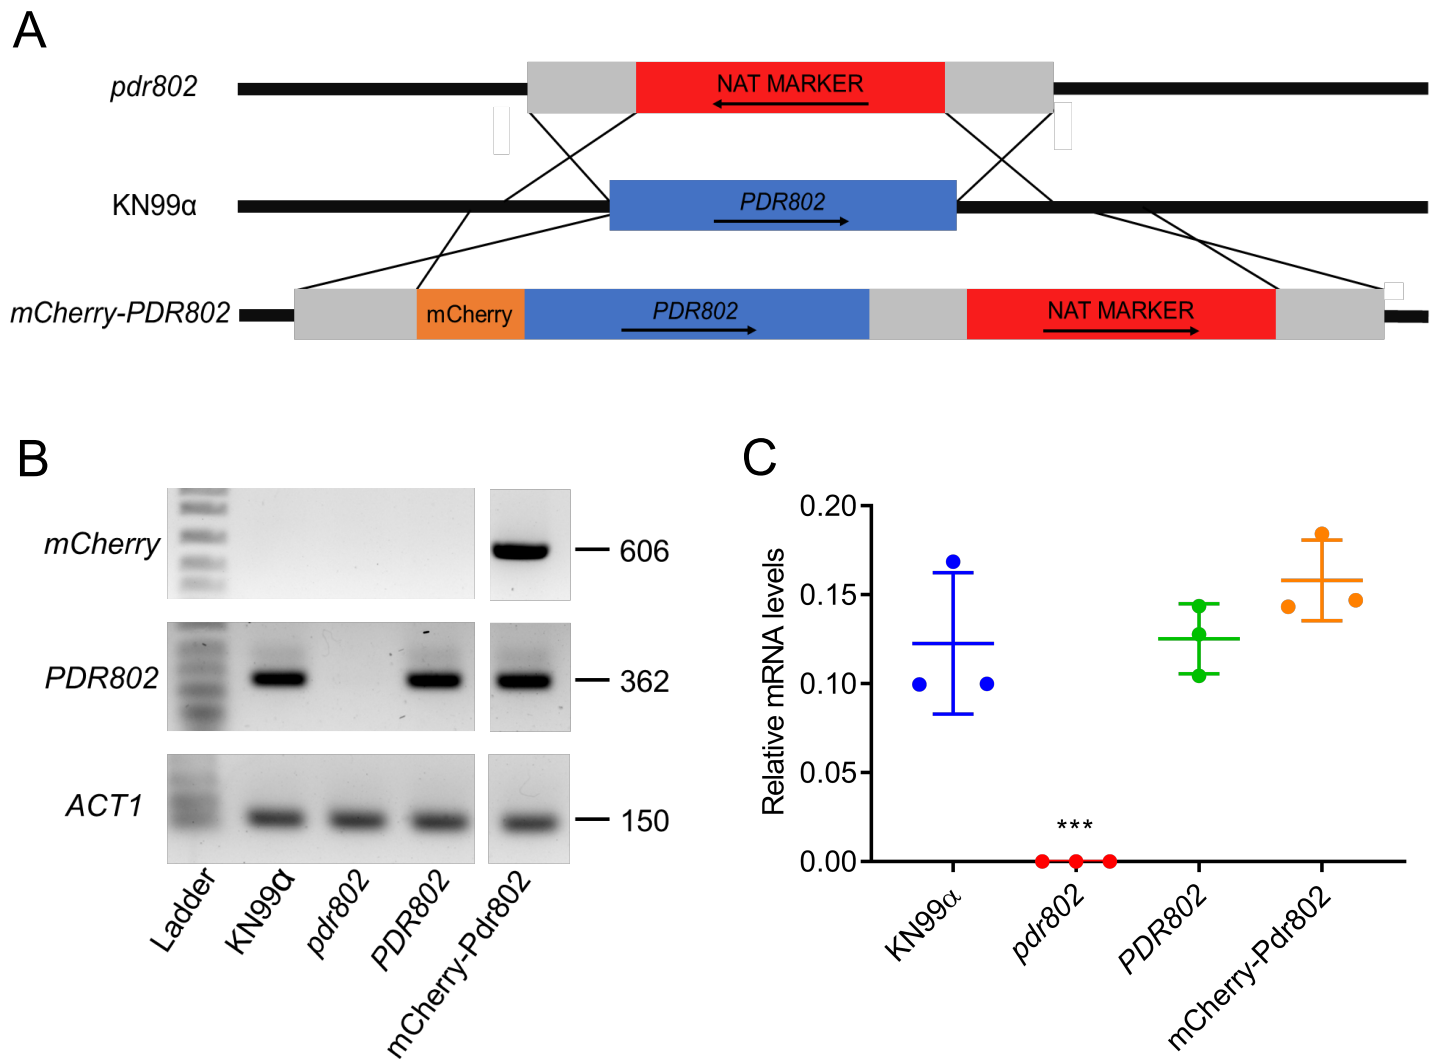 A
pdr802
NAT MARKER
KN99α
PDR802
mCherry-PDR802
mCherry
PDR802
NAT MARKER
B
mCherry
606
PDR802
362
ACT1
150
Ladder
KN99α
pdr802
PDR802
mCherry-Pdr802
C
Relative mRNA levels
0.20
0.15
0.10
0.05
0.00
***
KN99α
pdr802
PDR802
mCherry-Pdr802